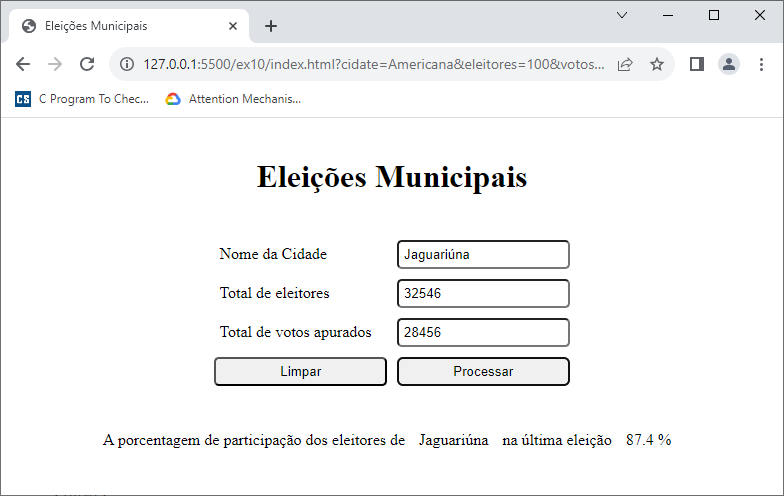 Eleições Municipais
127.0.0.1:5500/ex10/index.html?cidate=Americana&eleitores=100&votos...
CS C Program To Chec... Attention Mechanis...
Eleições Municipais
Nome da Cidade Jaguariúna
Total de eleitores 32546
Total de votos apurados 28456
Limpar Processar
A porcentagem de participação dos eleitores de Jaguariúna na última eleição 87.4 %